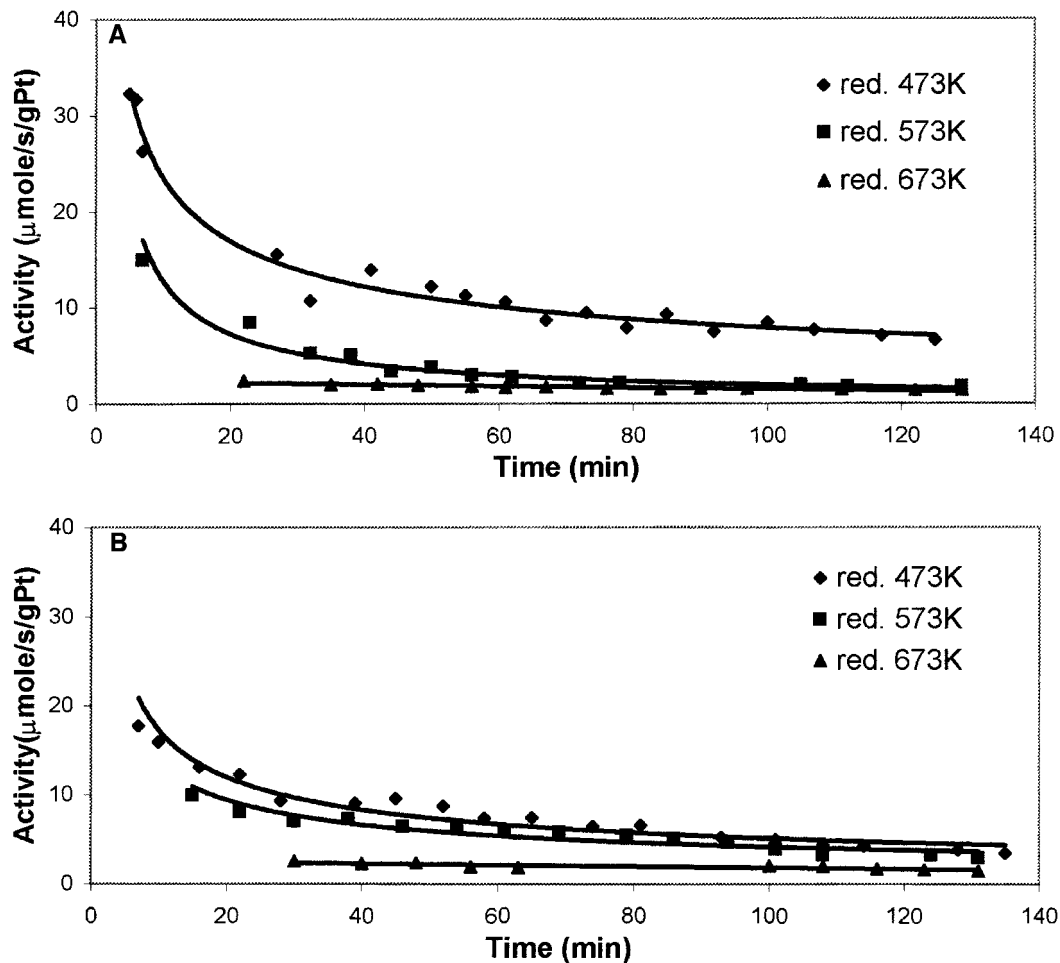 A
40
30
20
10
0
Activity (μmole/s/gPt)
red. 473K
red. 573K
red. 673K
0 20 40 60 80 100 120 140
Time (min)
B
40
30
20
10
0
Activity(μmole/s/gPt)
red. 473K
red. 573K
red. 673K
0 20 40 60 80 100 120 140
Time (min)